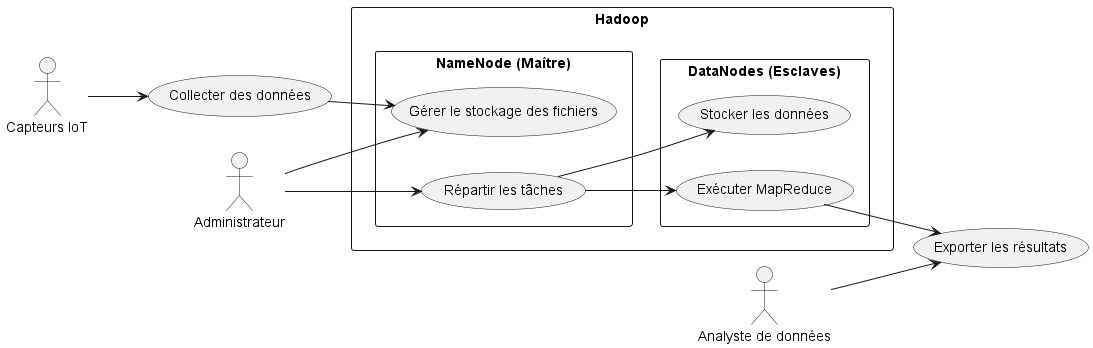 Hadoop
NameNode (Maître)
DataNodes (Esclaves)
Capteurs IoT
Collecter des données
Gérer le stockage des fichiers
Stocker les données
Administrateur
Répartir les tâches
Exécuter MapReduce
Exporter les résultats
Analyste de données